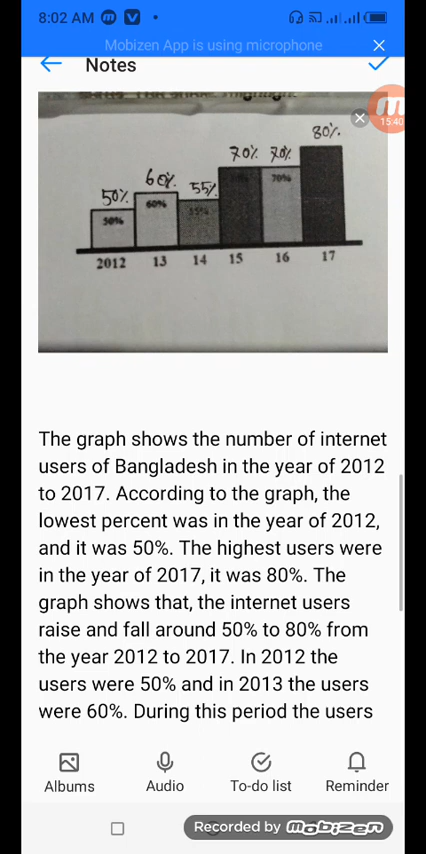 8:02 AM
Mobizen App is using microphone
Notes
15:40
80%
70% 70%
60%
55%
50%
70%
60%
50%
55%
2012 13 14 15 16 17
The graph shows the number of internet
users of Bangladesh in the year of 2012
to 2017. According to the graph, the
lowest percent was in the year of 2012,
and it was 50%. The highest users were
in the year of 2017, it was 80%. The
graph shows that, the internet users
raise and fall around 50% to 80% from
the year 2012 to 2017. In 2012 the
users were 50% and in 2013 the users
were 60%. During this period the users
Albums Audio To-do list Reminder
Recorded by mobizen